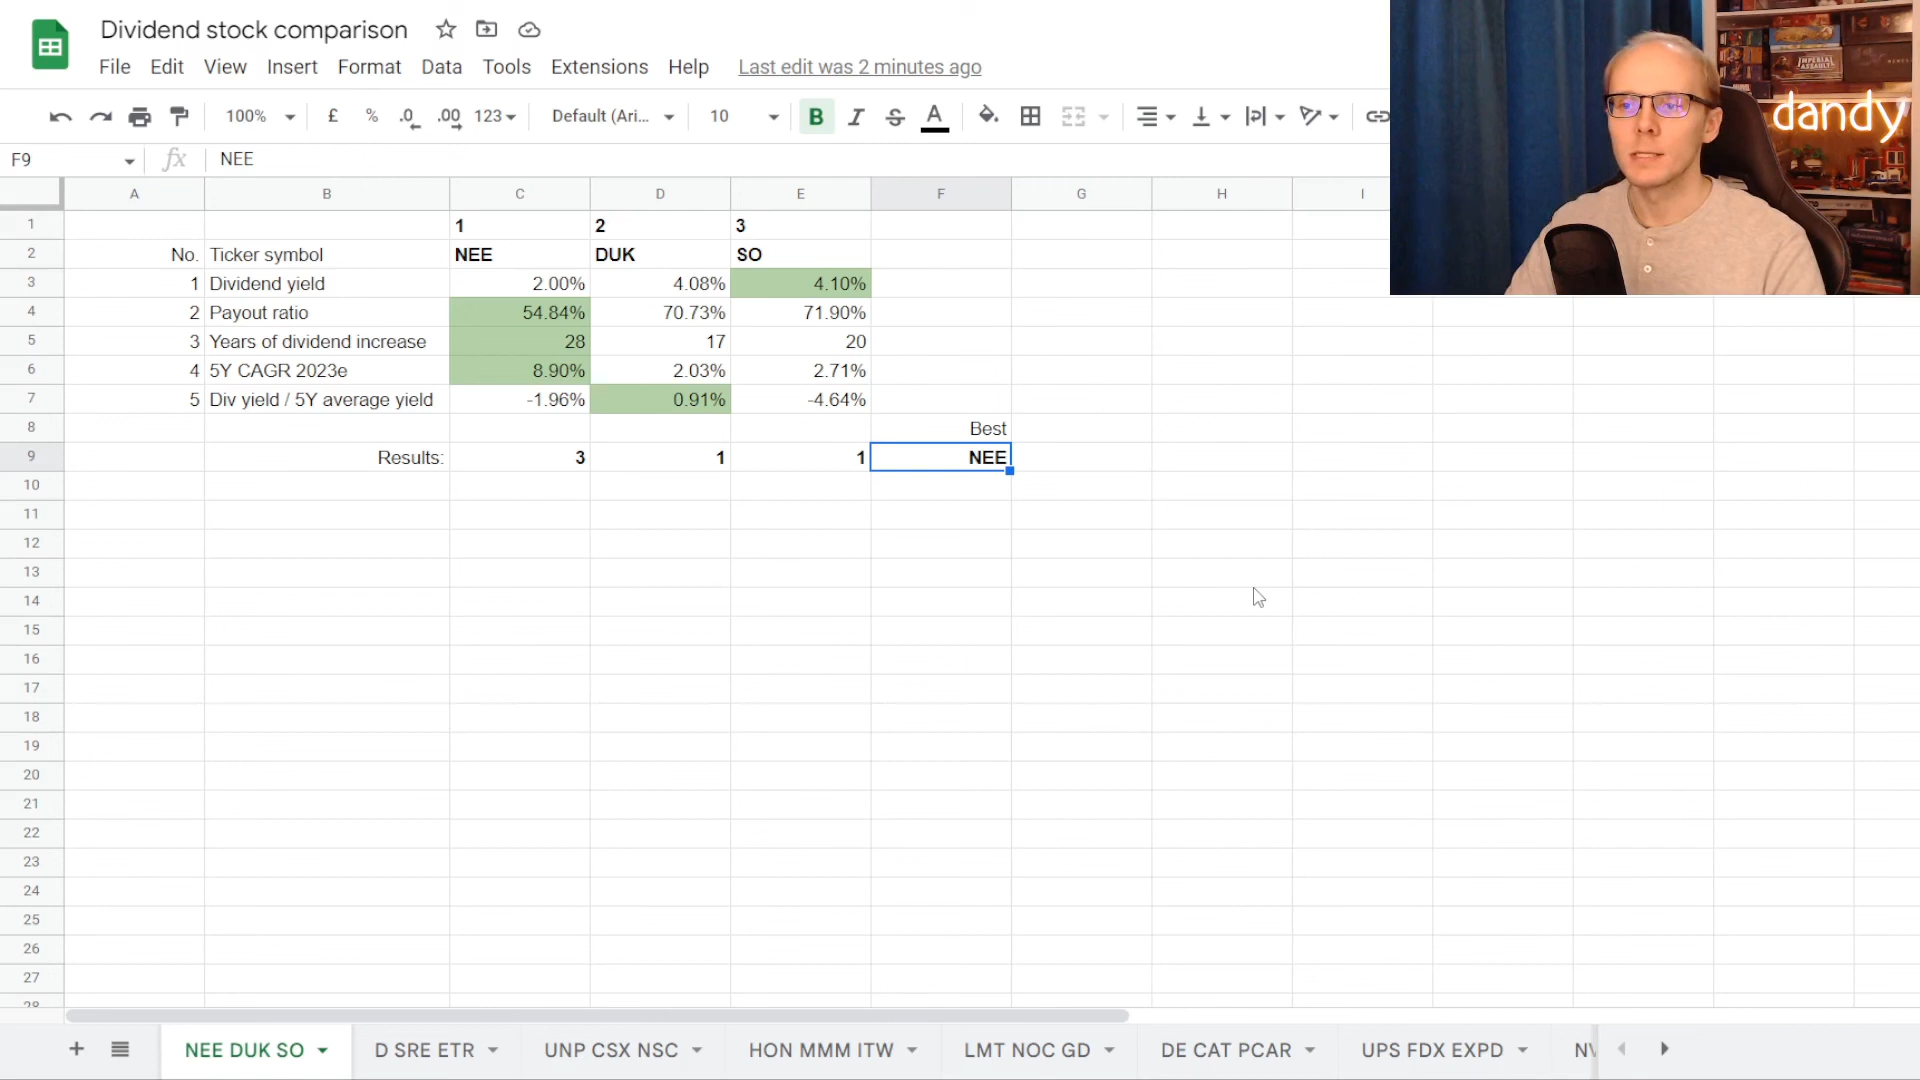 Dividend stock comparison
File Edit View Insert Format Data Tools Extensions Help Last edit was 2 minutes ago
100% £ % .0 .00 123 Default (Ari... 10 B I S A
F9 fx NEE
A B C D E F G H I
1 1 2 3
2 No. Ticker symbol NEE DUK SO
3 1 Dividend yield 2.00% 4.08% 4.10%
4 2 Payout ratio 54.84% 70.73% 71.90%
5 3 Years of dividend increase 28 17 20
6 4 5Y CAGR 2023e 8.90% 2.03% 2.71%
7 5 Div yield / 5Y average yield -1.96% 0.91% -4.64%
8 Best
9 Results: 3 1 1 NEE
10
11
12
13
14
15
16
17
18
19
20
21
22
23
24
25
26
27
28
NEE DUK SO D SRE ETR UNP CSX NSC HON MMM ITW LMT NOC GD DE CAT PCAR UPS FDX EXPD
dandy
IMPERIAL
ASSAULT